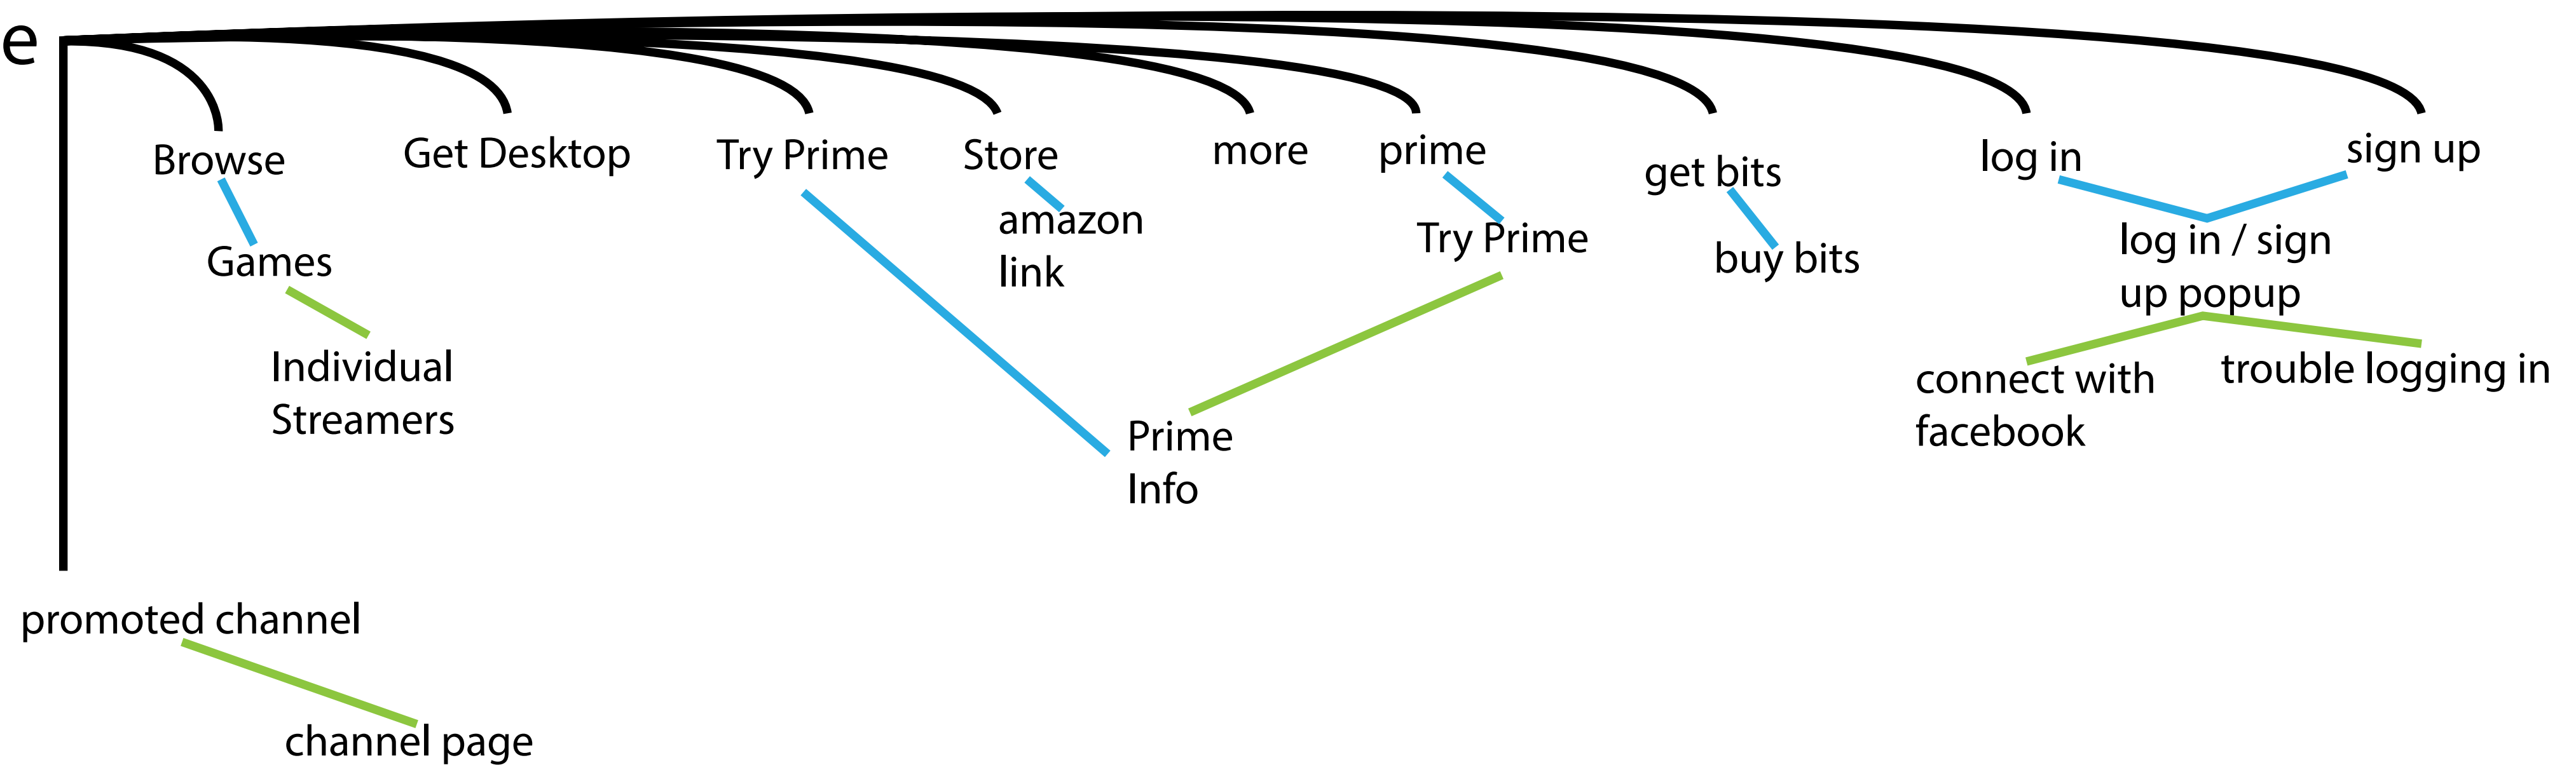 e
Browse
Get Desktop
Try Prime
Store
more
prime
get bits
log in
sign up
Games
amazon
link
Try Prime
buy bits
log in / sign
up popup
Individual
Streamers
Prime
Info
connect with
facebook
trouble logging in
promoted channel
channel page